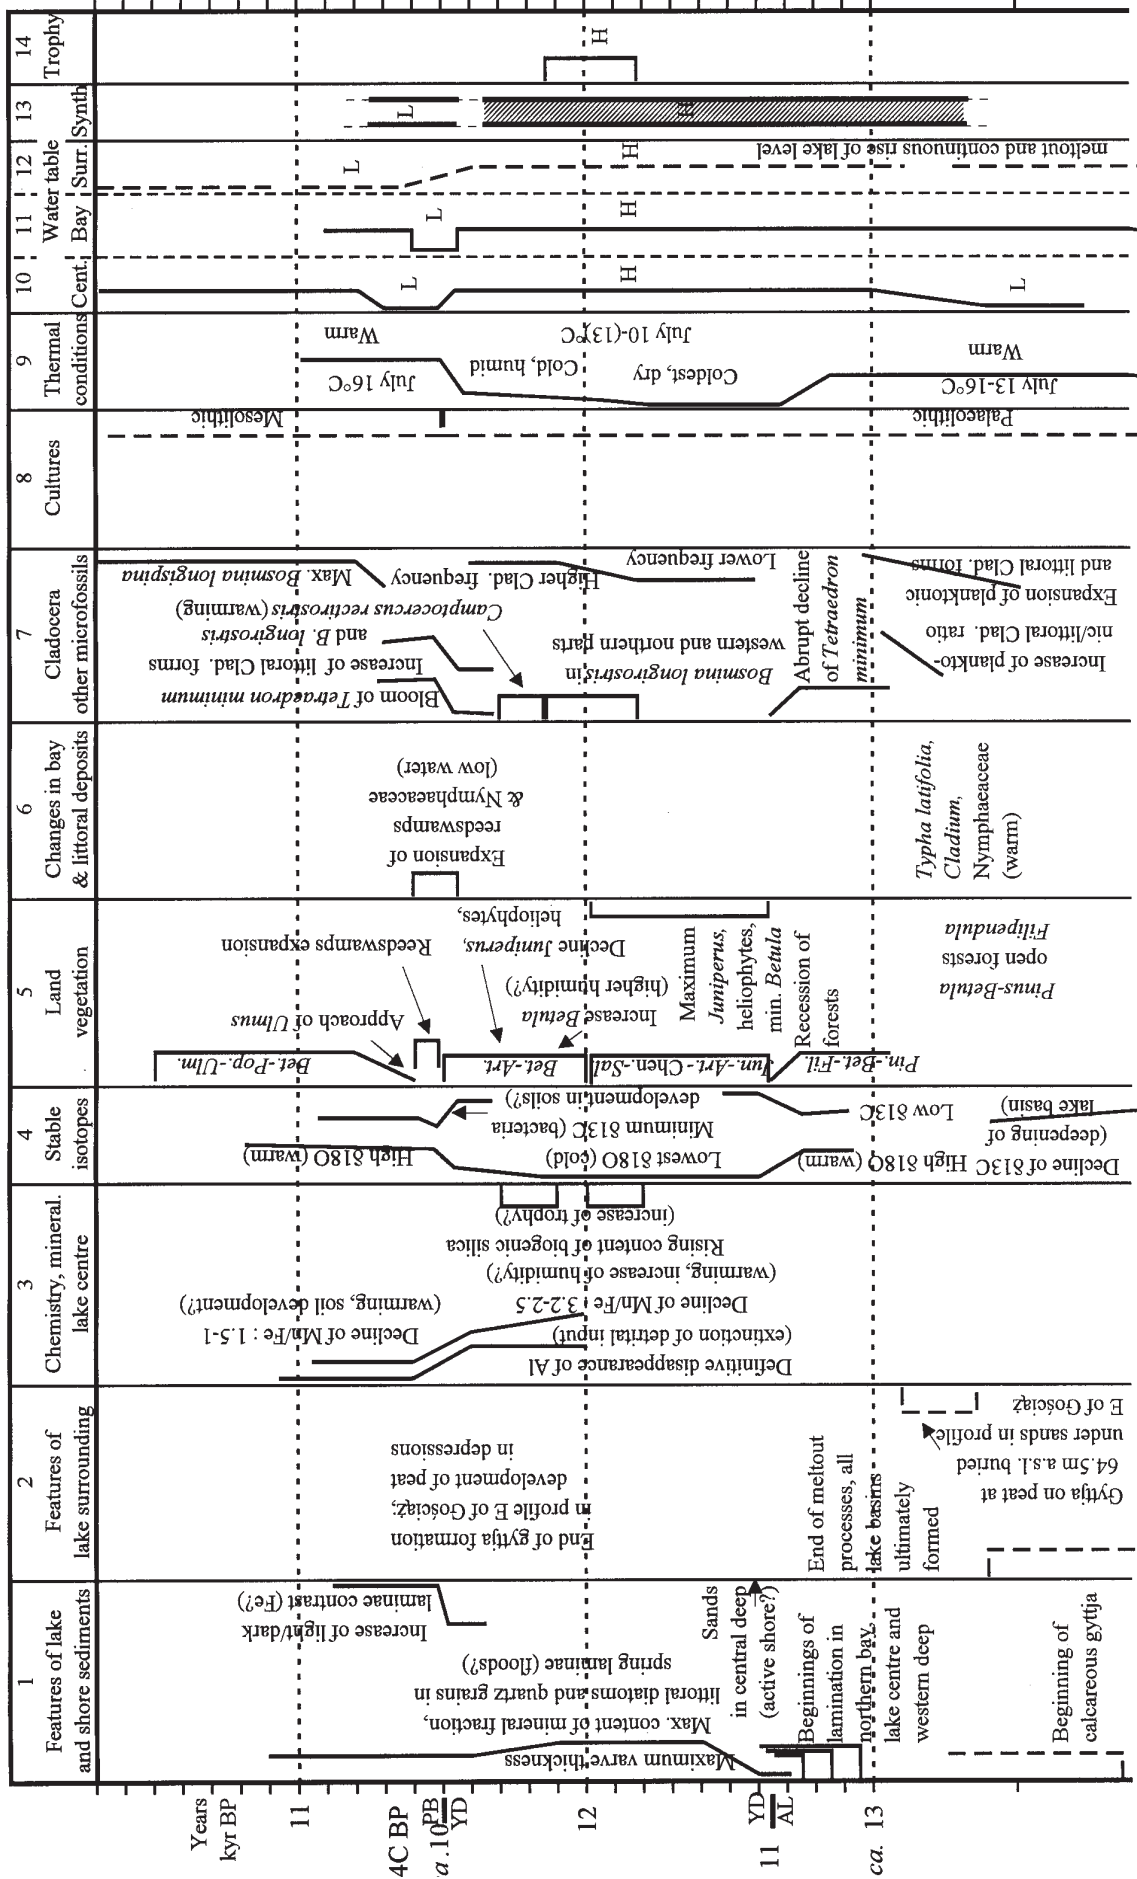 1
Features of lake
and shore sediments
2
Features of
lake surrounding
3
Chemistry, mineral.
lake centre
4
Stable
isotopes
5
Land
vegetation
6
Changes in bay
& littoral deposits
7
Cladocera
other microfossils
8
Cultures
9
Thermal
conditions
10
11
12
Water table
Cent.
Bay
Surr.
13
Synth
14
Trophy
Years
kyr BP
11
4C BP
a. 10
PB
YD
12
11
YD
AL
ca. 13
Increase of light/dark
laminae contrast (Fe?)
Max. content of mineral fraction,
littoral diatoms and quartz grains in
spring laminae (floods?)
Maximum varve thickness
Sands
in central deep
(active shore?)
Beginnings of
lamination in
northern bay,
lake centre and
western deep
Beginning of
calcareous gyttja
End of gyttja formation
in profile E of Gościąż;
development of peat
in depressions
End of meltout
processes, all
lake basins
ultimately
formed
Gyttja on peat at
64.5m a.s.l. buried
under sands in profile
E of Gościąż
Decline of Mn/Fe : 1.5-1
(warming, soil development?)
Definitive disappearance of Al
(extinction of detrital input)
Decline of Mn/Fe : 3.2-2.5
(warming, increase of humidity?)
Rising content of biogenic silica
(increase of trophy?)
High δ18O (warm)
Lowest δ18O (cold)
Minimum δ13C (bacteria
development in soils?)
High δ18O (warm)
Low δ13C
Decline of δ13C
(deepening of
lake basin)
Bet.-Pop.-Ulm.
Approach of Ulmus
Reedswamps expansion
Bet.-Art.
Increase Betula
(higher humidity?)
Decline Juniperus,
heliophytes,
Jun.-Art.-Chen.-Sal.
Maximum
Juniperus,
heliophytes,
min. Betula
Recession of
forests
Pin.-Bet.-Fil.
Pinus-Betula
open forests
Filipendula
Expansion of
reedswamps
& Nymphaeaceae
(low water)
Typha latifolia,
Cladium,
Nymphaeaceae
(warm)
Bloom of Tetraedron minimum
Increase of littoral Clad. forms
and B. longirostris
Camptocercus rectirostris (warming)
Max. Bosmina longispina
Higher Clad. frequency
Bosmina longirostris in
western and northern parts
Lower frequency
Abrupt decline
of Tetraedron
minimum
Increase of plankto-
nic/littoral Clad. ratio
Expansion of planktonic
and littoral Clad. forms
Mesolithic
Palaeolithic
July 16°C
Warm
Cold, humid
July 10-(13)°C
Coldest, dry
July 13-16°C
Warm
L
H
L
L
H
L
H
meltout and continuous rise of lake level
L
H
H